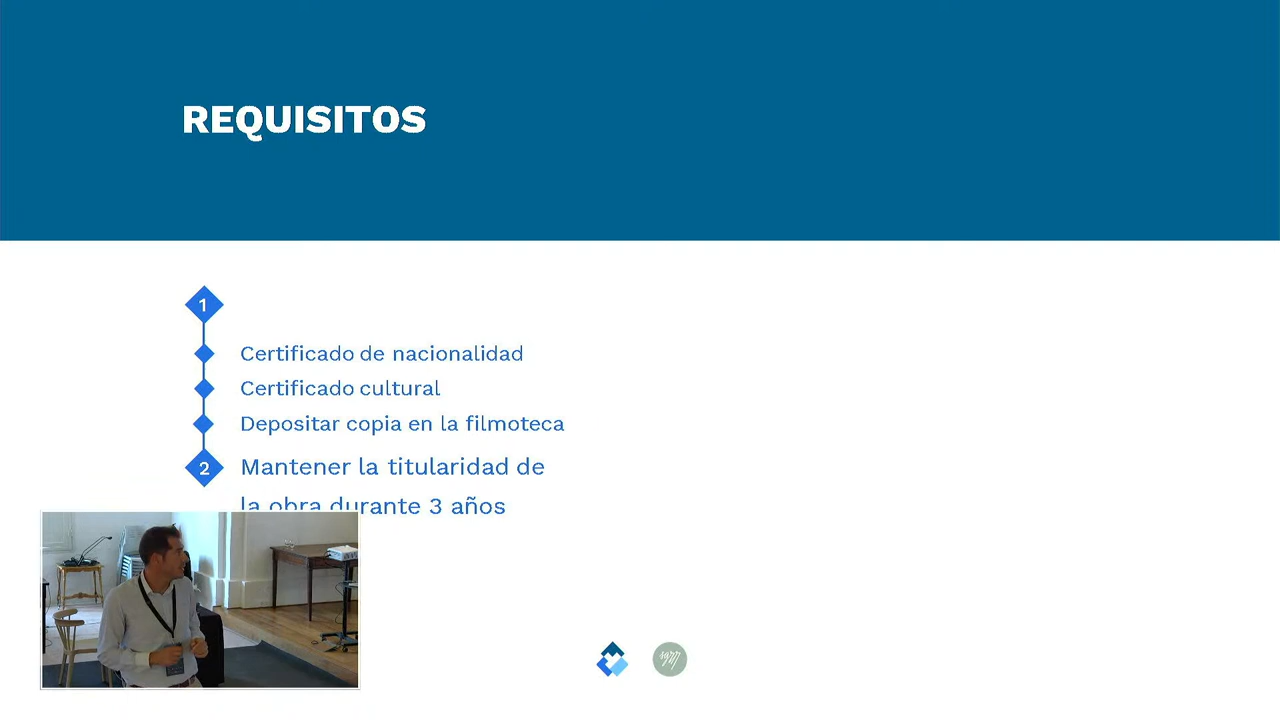 REQUISITOS
1
Certificado de nacionalidad
Certificado cultural
Depositar copia en la filmoteca
2 Mantener la titularidad de
la obra durante 3 años